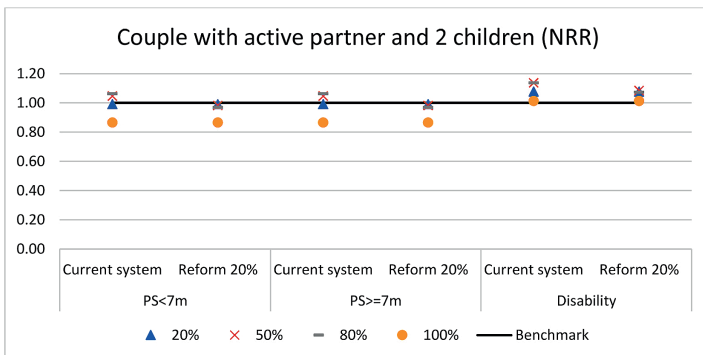 Couple with active partner and 2 children (NRR)
1.20
1.00
0.80
0.60
0.40
0.20
0.00
Current system Reform 20% Current system Reform 20% Current system Reform 20%
PS<7m PS>=7m Disability
20% 50% 80% 100% Benchmark